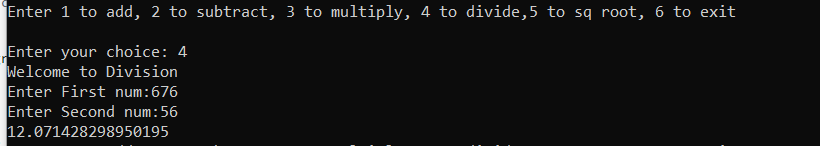 Enter 1 to add, 2 to subtract, 3 to multiply, 4 to divide,5 to sq root, 6 to exit
Enter your choice: 4
Welcome to Division
Enter First num:676
Enter Second num:56
12.071428298950195